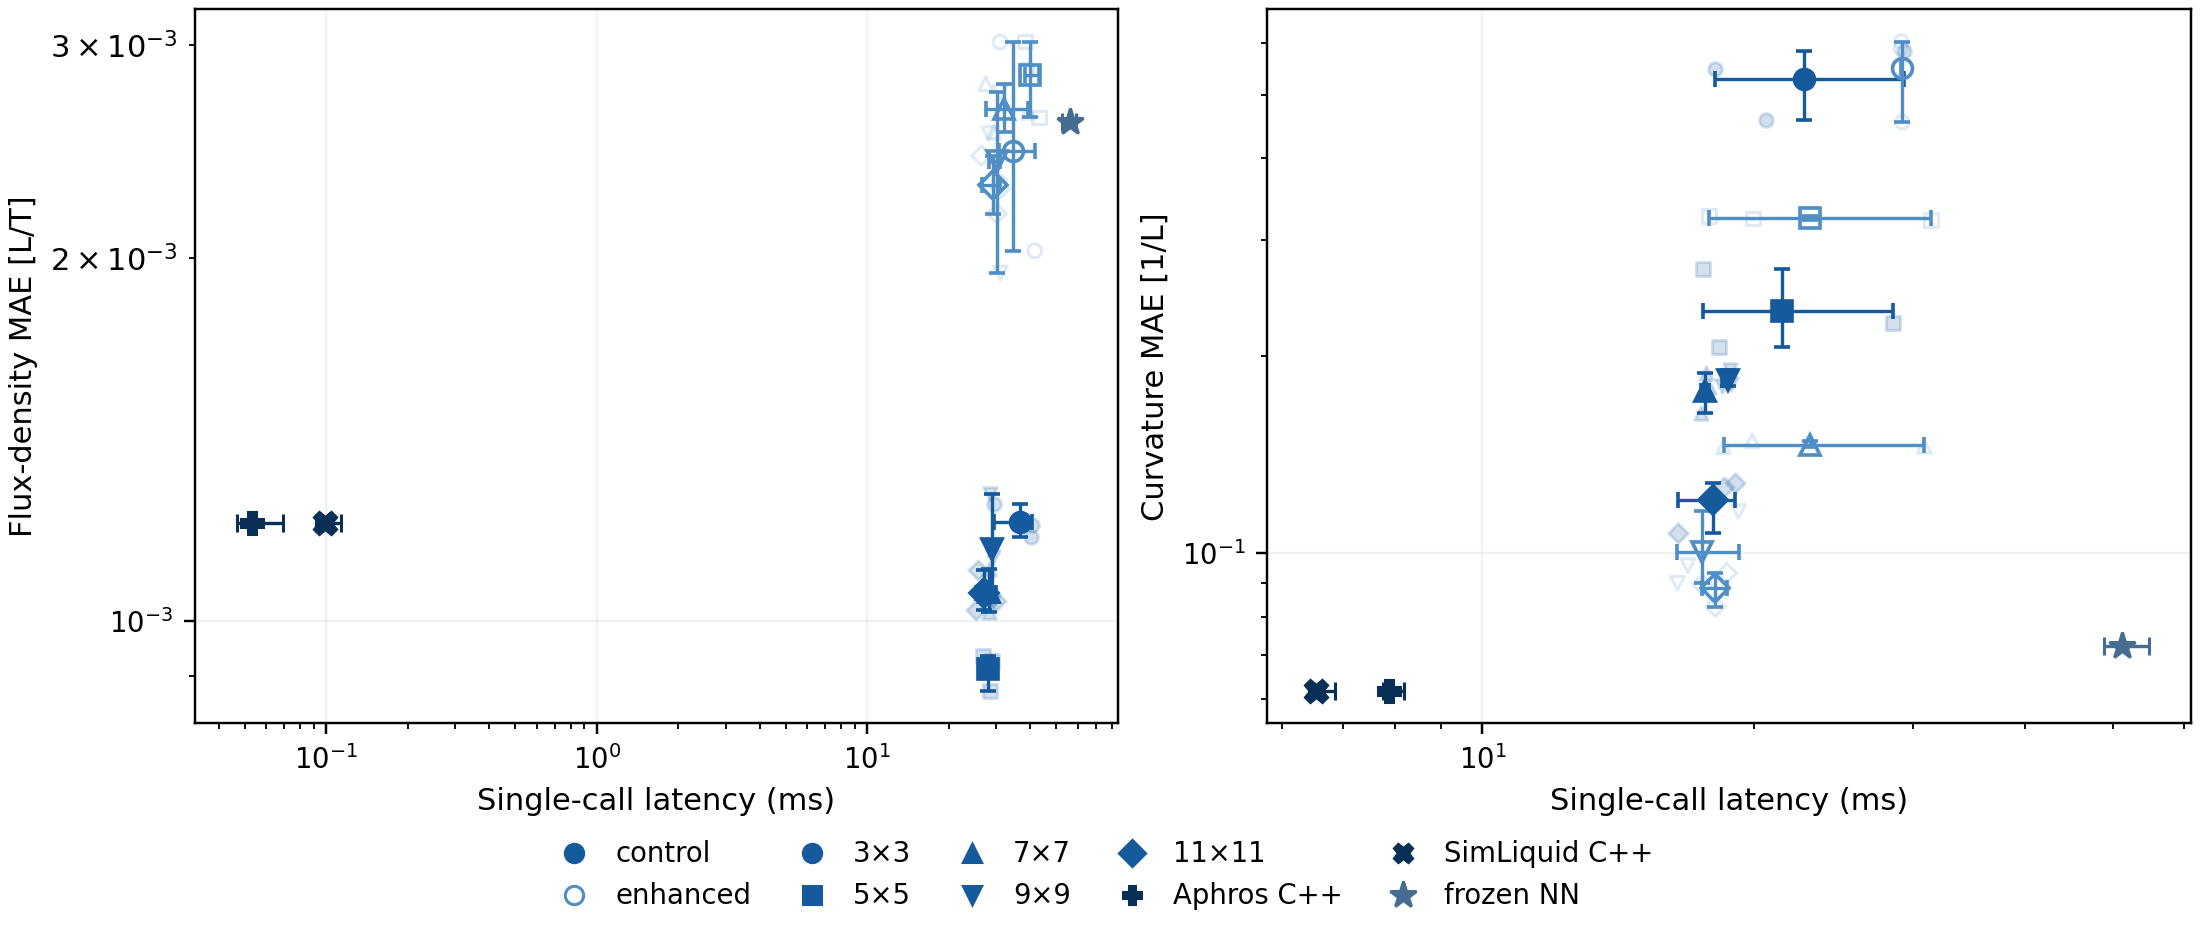 3 × 10⁻³
2 × 10⁻³
10⁻³
Flux-density MAE [L/T]
10⁻¹
10⁰
10¹
Single-call latency (ms)
Curvature MAE [1/L]
10⁻¹
10¹
Single-call latency (ms)
control
3×3
7×7
11×11
SimLiquid C++
enhanced
5×5
9×9
Aphros C++
frozen NN